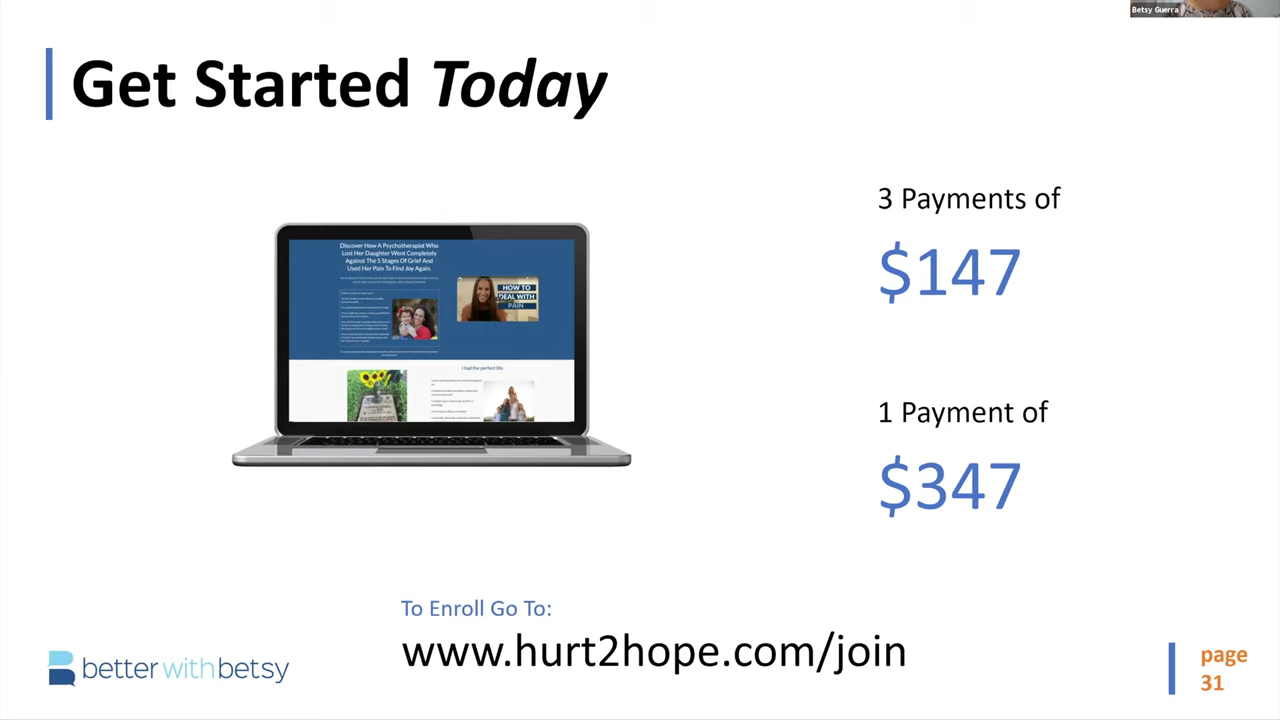 Betsy Guerra
Get Started Today
3 Payments of
$147
Discover How A Psychotherapist Who
Lost Her Daughter Went Completely
Against The 5 Stages Of Grief And
Used Her Pain To Find Joy Again.
HOW TO
DEAL WITH
PAIN
I had the perfect life.
1 Payment of
$347
To Enroll Go To:
www.hurt2hope.com/join
better with betsy
page
31